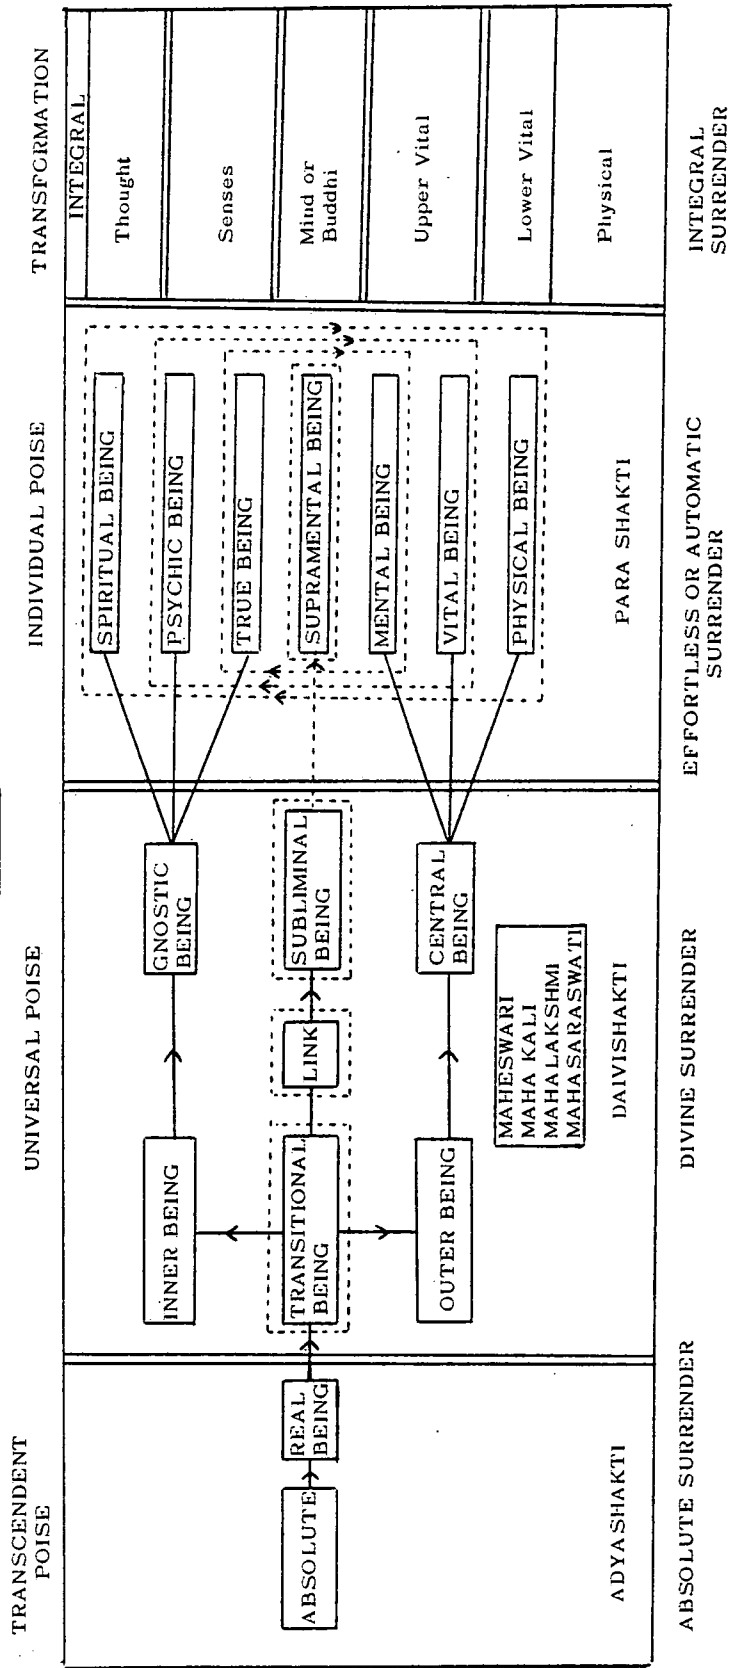 TRANSCENDENT
POISE
UNIVERSAL POISE
INDIVIDUAL POISE
TRANSFORMATION
ABSOLUTE
REAL
BEING
INNER BEING
TRANSITIONAL
BEING
OUTER BEING
LINK
GNOSTIC
BEING
SUBLIMINAL
BEING
CENTRAL
BEING
MAHESWARI
MAHA KALI
MAHALAKSHMI
MAHASARASWATI
SPIRITUAL BEING
PSYCHIC BEING
TRUE BEING
SUPRAMENTAL BEING
MENTAL BEING
VITAL BEING
PHYSICAL BEING
INTEGRAL
Thought
Senses
Mind or
Buddhi
Upper Vital
Lower Vital
Physical
ADYASHAKTI
DAIVISHAKTI
PARA SHAKTI
ABSOLUTE SURRENDER
DIVINE SURRENDER
EFFORTLESS OR AUTOMATIC
SURRENDER
INTEGRAL
SURRENDER